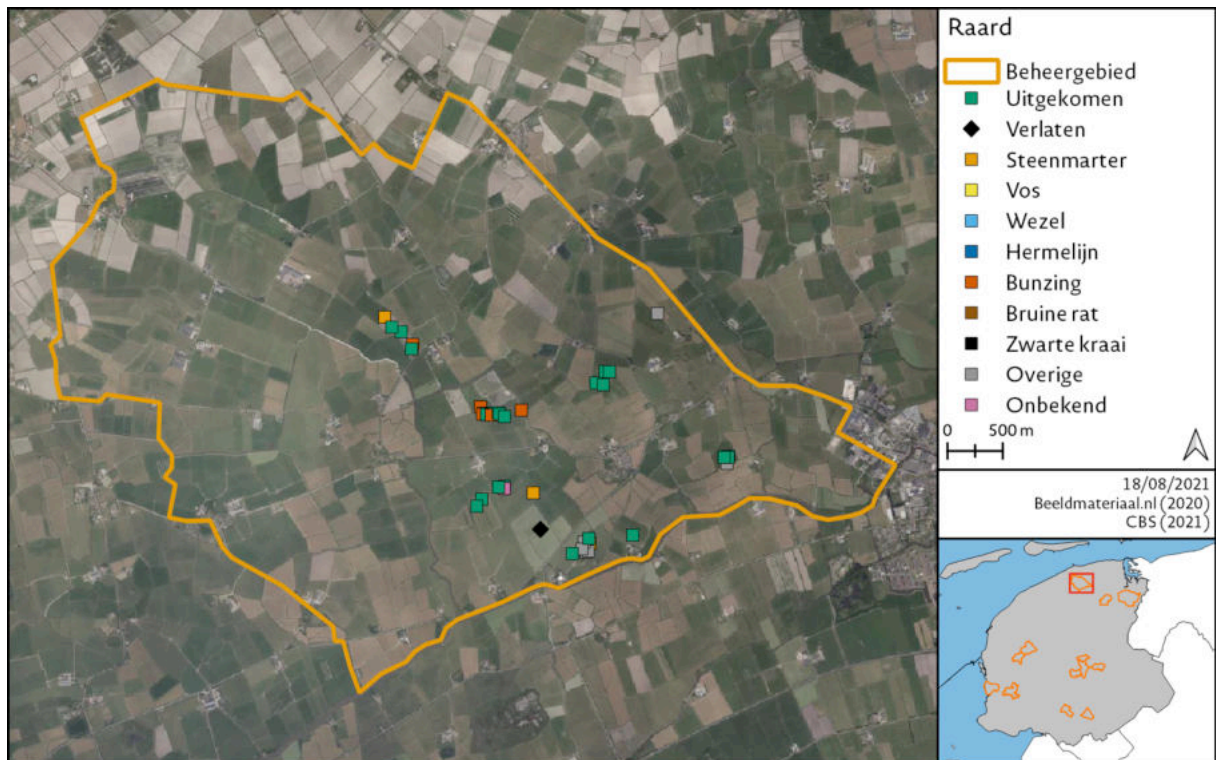 Raard
Beheergebied
Uitgekomen
Verlaten
Steenmarter
Vos
Wezel
Hermelijn
Bunzing
Bruine rat
Zwarte kraai
Overige
Onbekend
0 500 m
18/08/2021
Beeldmateriaal.nl (2020)
CBS (2021)